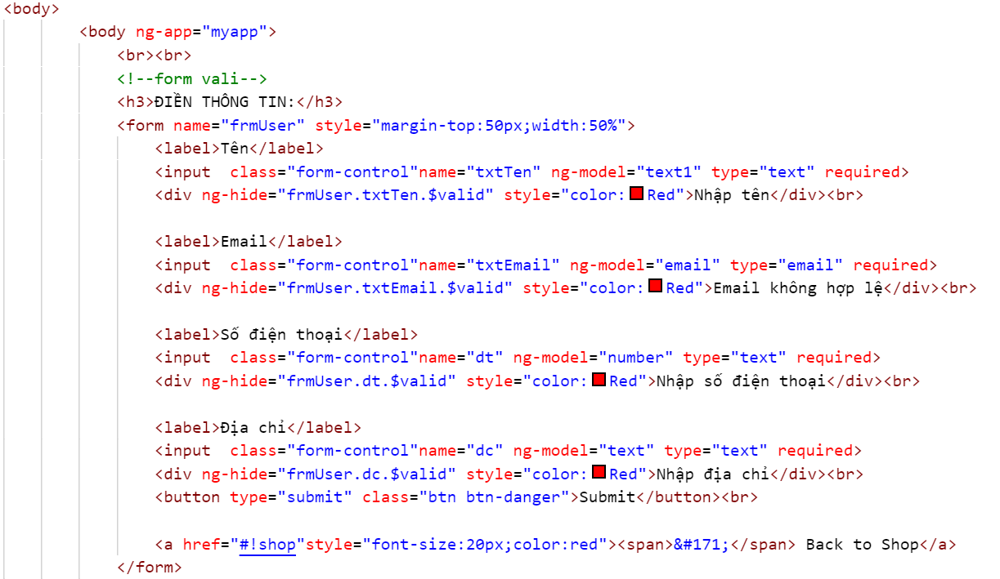 <body>
<body ng-app="myapp">
<br><br>
<!--form vali-->
<h3>ĐIỀN THÔNG TIN:</h3>
<form name="frmUser" style="margin-top:50px;width:50%">
<label>Tên</label>
<input  class="form-control"name="txtTen" ng-model="text1" type="text" required>
<div ng-hide="frmUser.txtTen.$valid" style="color:Red">Nhập tên</div><br>
<label>Email</label>
<input  class="form-control"name="txtEmail" ng-model="email" type="email" required>
<div ng-hide="frmUser.txtEmail.$valid" style="color:Red">Email không hợp lệ</div><br>
<label>Số điện thoại</label>
<input  class="form-control"name="dt" ng-model="number" type="text" required>
<div ng-hide="frmUser.dt.$valid" style="color:Red">Nhập số điện thoại</div><br>
<label>Địa chỉ</label>
<input  class="form-control"name="dc" ng-model="text" type="text" required>
<div ng-hide="frmUser.dc.$valid" style="color:Red">Nhập địa chỉ</div><br>
<button type="submit" class="btn btn-danger">Submit</button><br>
<a href="#!shop"style="font-size:20px;color:red"><span>&#171;</span> Back to Shop</a>
</form>